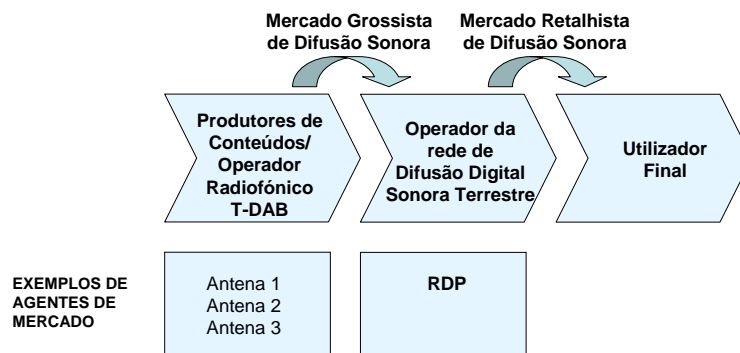 Mercado Grossista
de Difusão Sonora
Mercado Retalhista
de Difusão Sonora
Produtores de
Conteúdos/
Operador
Radiofónico
T-DAB
Operador da
rede de
Difusão Digital
Sonora Terrestre
Utilizador
Final
EXEMPLOS DE
AGENTES DE
MERCADO
Antena 1
Antena 2
Antena 3
RDP